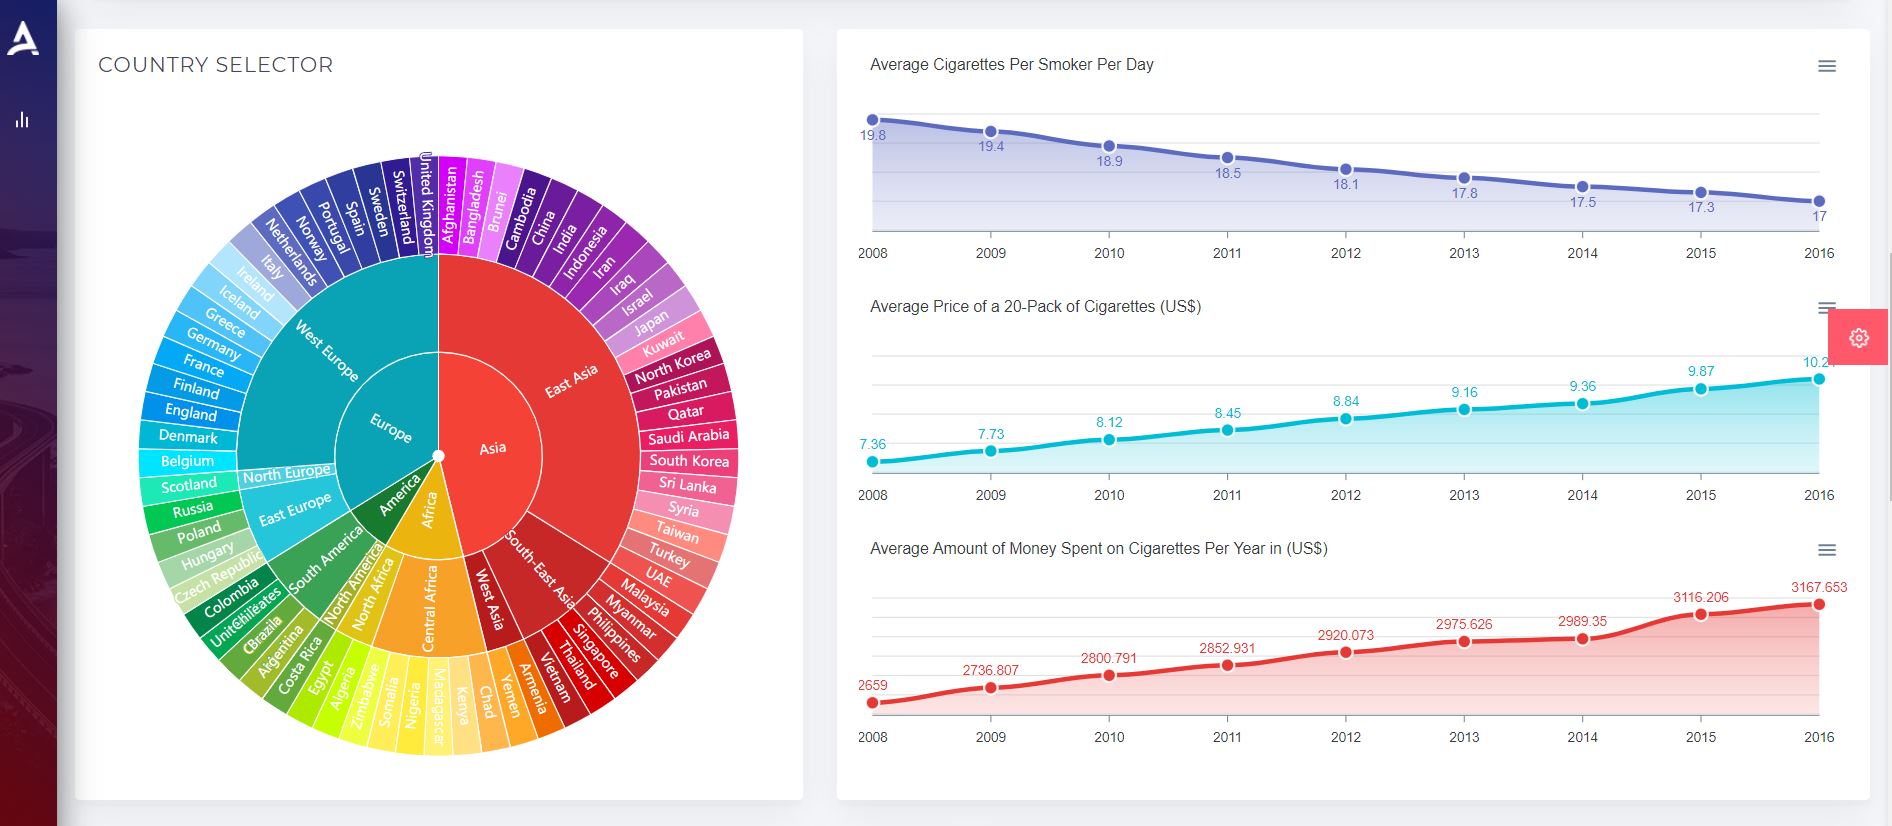 COUNTRY SELECTOR
United Kingdom
Afghanistan
Bangladesh
Brunei
Cambodia
China
India
Indonesia
Iran
Iraq
Israel
Japan
Kuwait
North Korea
Pakistan
Qatar
Saudi Arabia
South Korea
Sri Lanka
Syria
Taiwan
Turkey
UAE
Malaysia
Myanmar
Philippines
Singapore
Thailand
Vietnam
Armenia
Yemen
Chad
Kenya
Madagascar
Nigeria
Somalia
Zimbabwe
Algeria
Egypt
Costa Rica
Argentina
Brazil
Chile
Colombia
Czech Republic
Hungary
Poland
Russia
Scotland
Belgium
Denmark
England
Finland
France
Germany
Greece
Iceland
Ireland
Italy
Netherlands
Norway
Portugal
Spain
Sweden
Switzerland
West Europe
East Asia
Europe
Asia
North Europe
East Europe
America
Africa
South America
North America
North Africa
Central Africa
West Asia
South-East Asia
Average Cigarettes Per Smoker Per Day
19.8
19.4
18.9
18.5
18.1
17.8
17.5
17.3
17
2008 2009 2010 2011 2012 2013 2014 2015 2016
Average Price of a 20-Pack of Cigarettes (US$)
7.36
7.73
8.12
8.45
8.84
9.16
9.36
9.87
10.2
2008 2009 2010 2011 2012 2013 2014 2015 2016
Average Amount of Money Spent on Cigarettes Per Year in (US$)
2659
2736.807
2800.791
2852.931
2920.073
2975.626
2989.35
3116.206
3167.653
2008 2009 2010 2011 2012 2013 2014 2015 2016